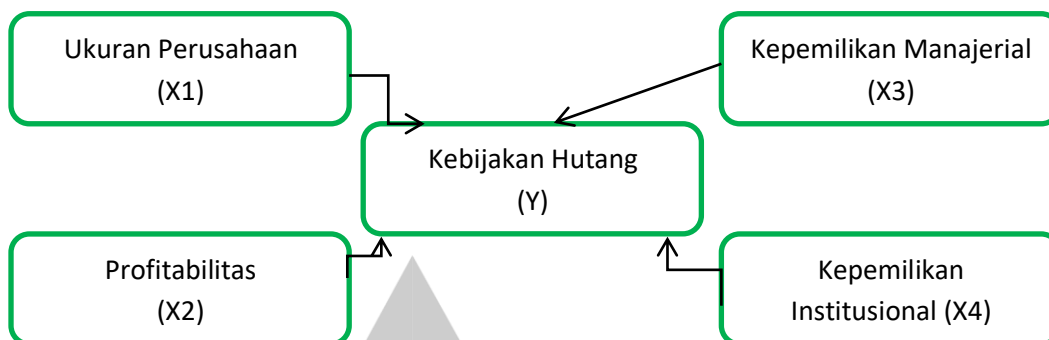 Ukuran Perusahaan
(X1)
Kepemilikan Manajerial
(X3)
Kebijakan Hutang
(Y)
Profitabilitas
(X2)
Kepemilikan
Institusional (X4)